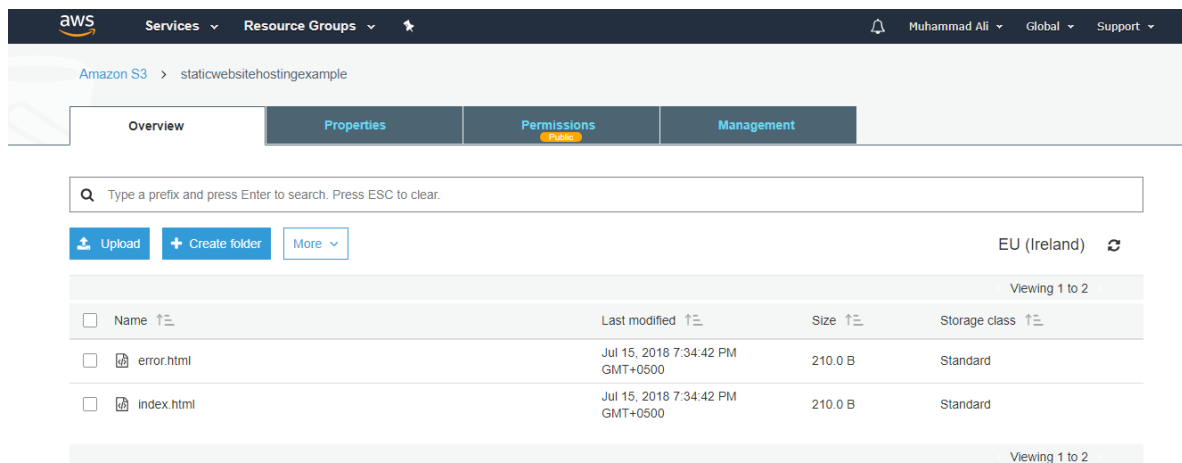 aws Services Resource Groups Muhammad Ali Global Support
Amazon S3 > staticwebsitehostingexample
Overview Properties Permissions Management
Public
Type a prefix and press Enter to search. Press ESC to clear.
Upload + Create folder More EU (Ireland)
Viewing 1 to 2
Name Last modified Size Storage class
error.html Jul 15, 2018 7:34:42 PM 210.0 B Standard
GMT+0500
index.html Jul 15, 2018 7:34:42 PM 210.0 B Standard
GMT+0500
Viewing 1 to 2